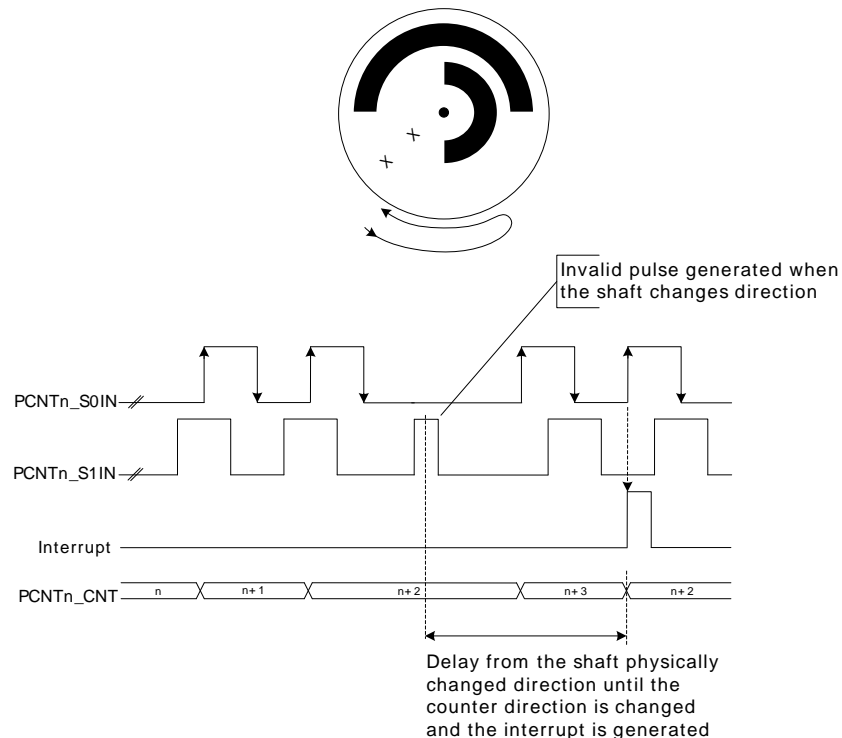 X
X
Invalid pulse generated when
the shaft changes direction
PCNTn_S0IN
PCNTn_S1IN
Interrupt
PCNTn_CNT
n
n+1
n+2
n+3
n+2
Delay from the shaft physically
changed direction until the
counter direction is changed
and the interrupt is generated